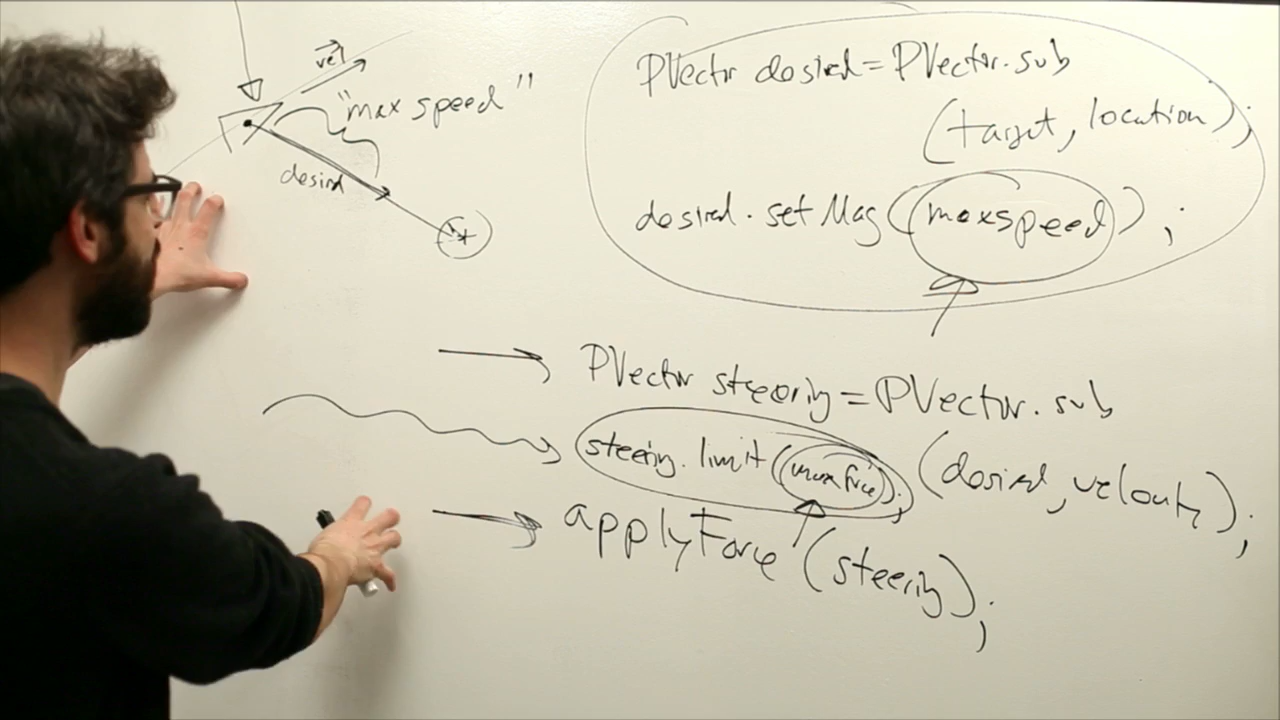 vel
"max speed"
desired
PVector desired = PVector.sub
(target, location);
desired.setMag(maxspeed);
PVector steering = PVector.sub
(desired, velocity);
steering.limit(maxforce);
applyForce(steering);